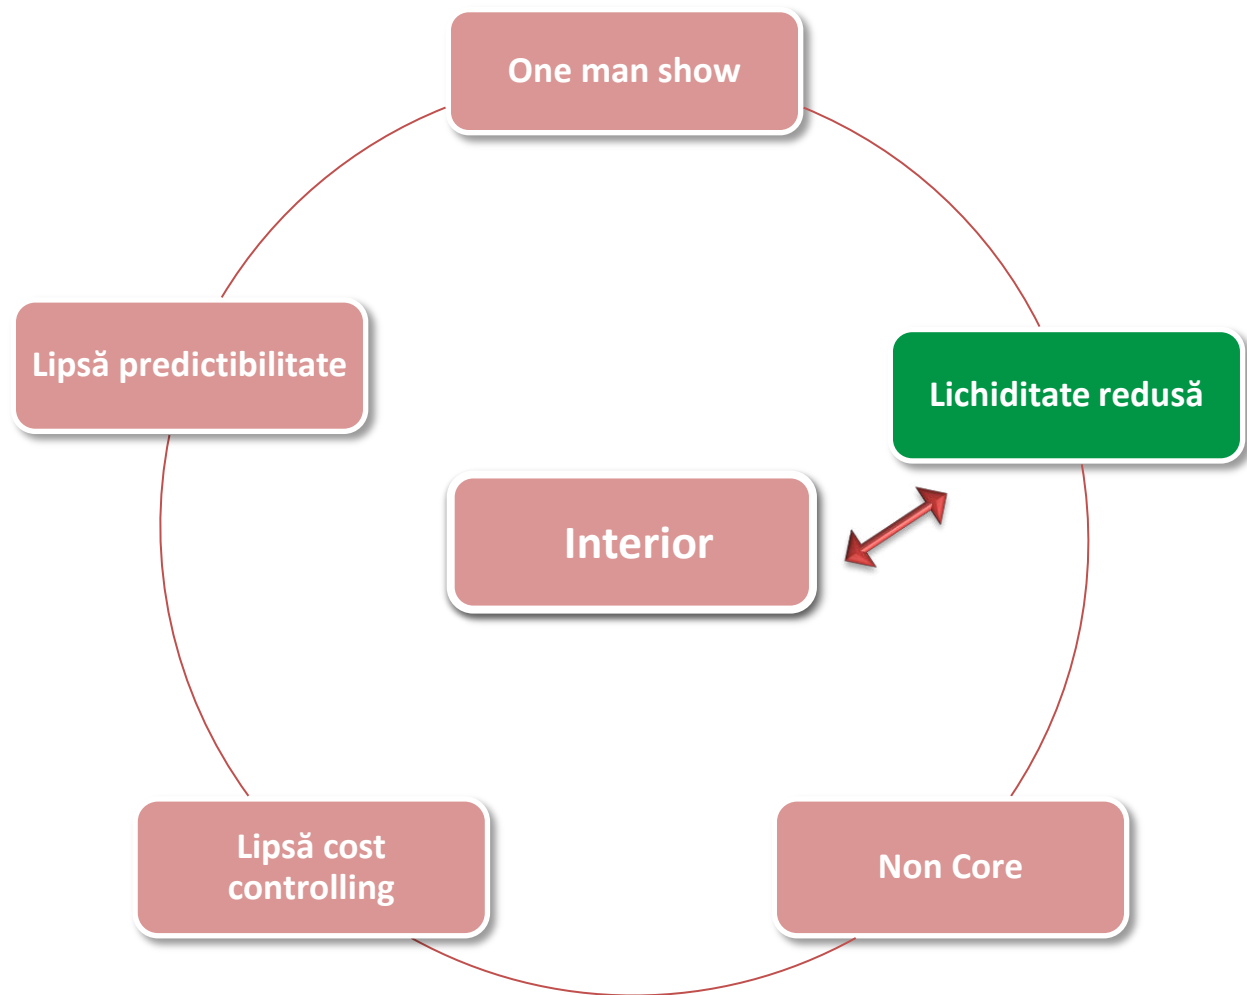 One man show
Lipsă predictibilitate
Lichiditate redusă
Interior
Lipsă cost
controlling
Non Core